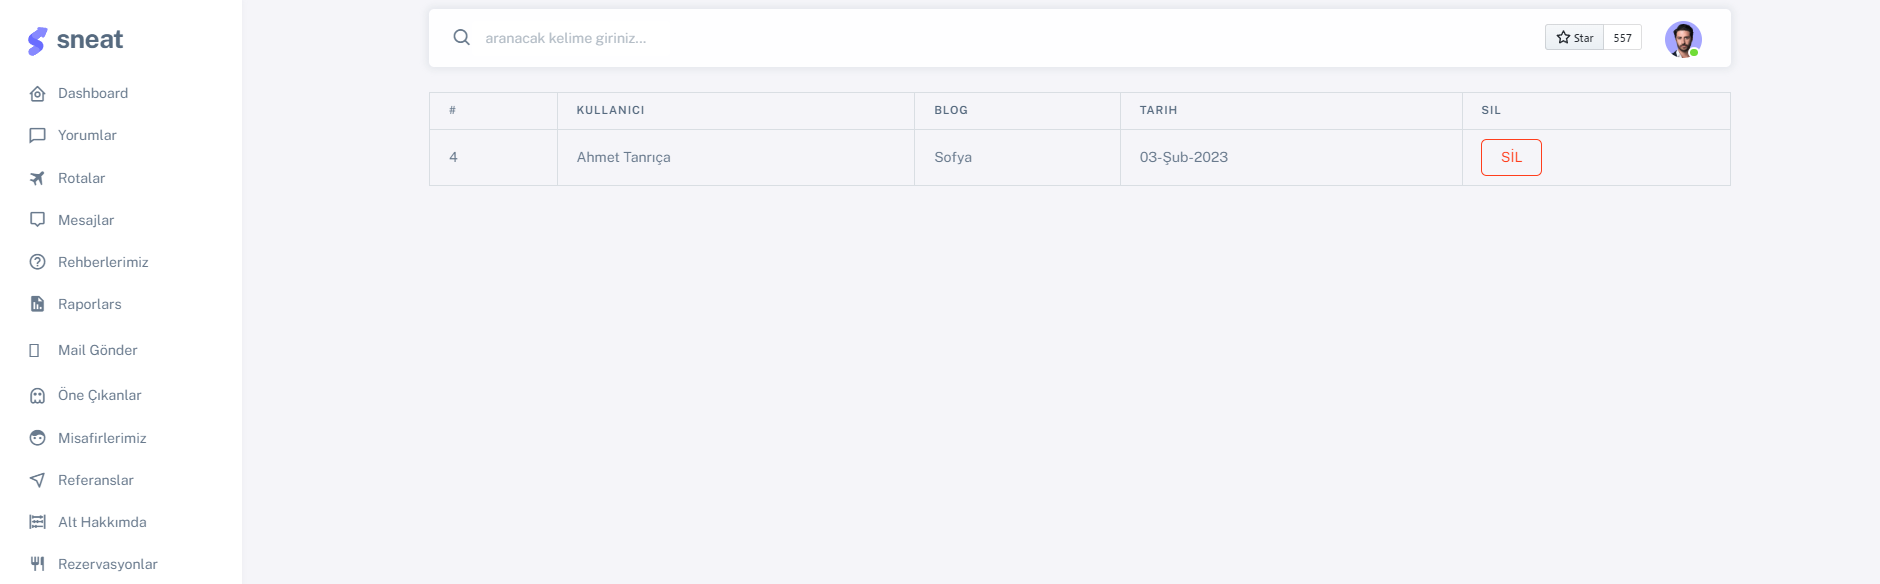 sneat
Dashboard
Yorumlar
Rotalar
Mesajlar
Rehberlerimiz
Raporlars
Mail Gönder
Öne Çıkanlar
Misafirlerimiz
Referanslar
Alt Hakkımda
Rezervasyonlar
aranacak kelime giriniz... Star 557
# KULLANICI BLOG TARIH SIL
4 Ahmet Tanrıça Sofya 03-Şub-2023 SİL